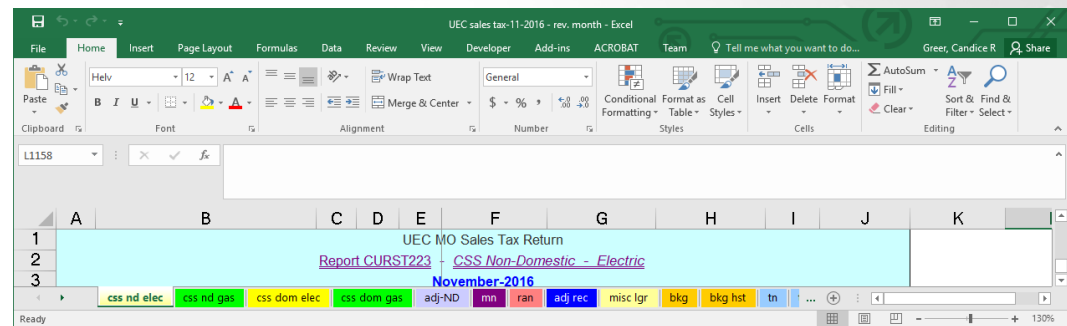 UEC sales tax-11-2016 - rev. month - Excel
File Home Insert Page Layout Formulas Data Review View Developer Add-ins ACROBAT Team Tell me what you want to do... Greer, Candice R Share
Paste
Helv 12 A A
B I U A
Wrap Text
Merge & Center
General
$ % , .0 .00 .00 .0
Conditional Formatting
Format as Table
Cell Styles
Insert Delete Format
AutoSum
Fill
Clear
Sort & Filter
Find & Select
Clipboard Font Alignment Number Styles Cells Editing
L1158 fx
A B C D E F G H I J K
1 UEC MO Sales Tax Return
2 Report CURST223 - CSS Non-Domestic - Electric
3 November-2016
css nd elec css nd gas css dom elec css dom gas adj-ND mn ran adj rec misc lgr bkg bkg hst tn ...
Ready 130%